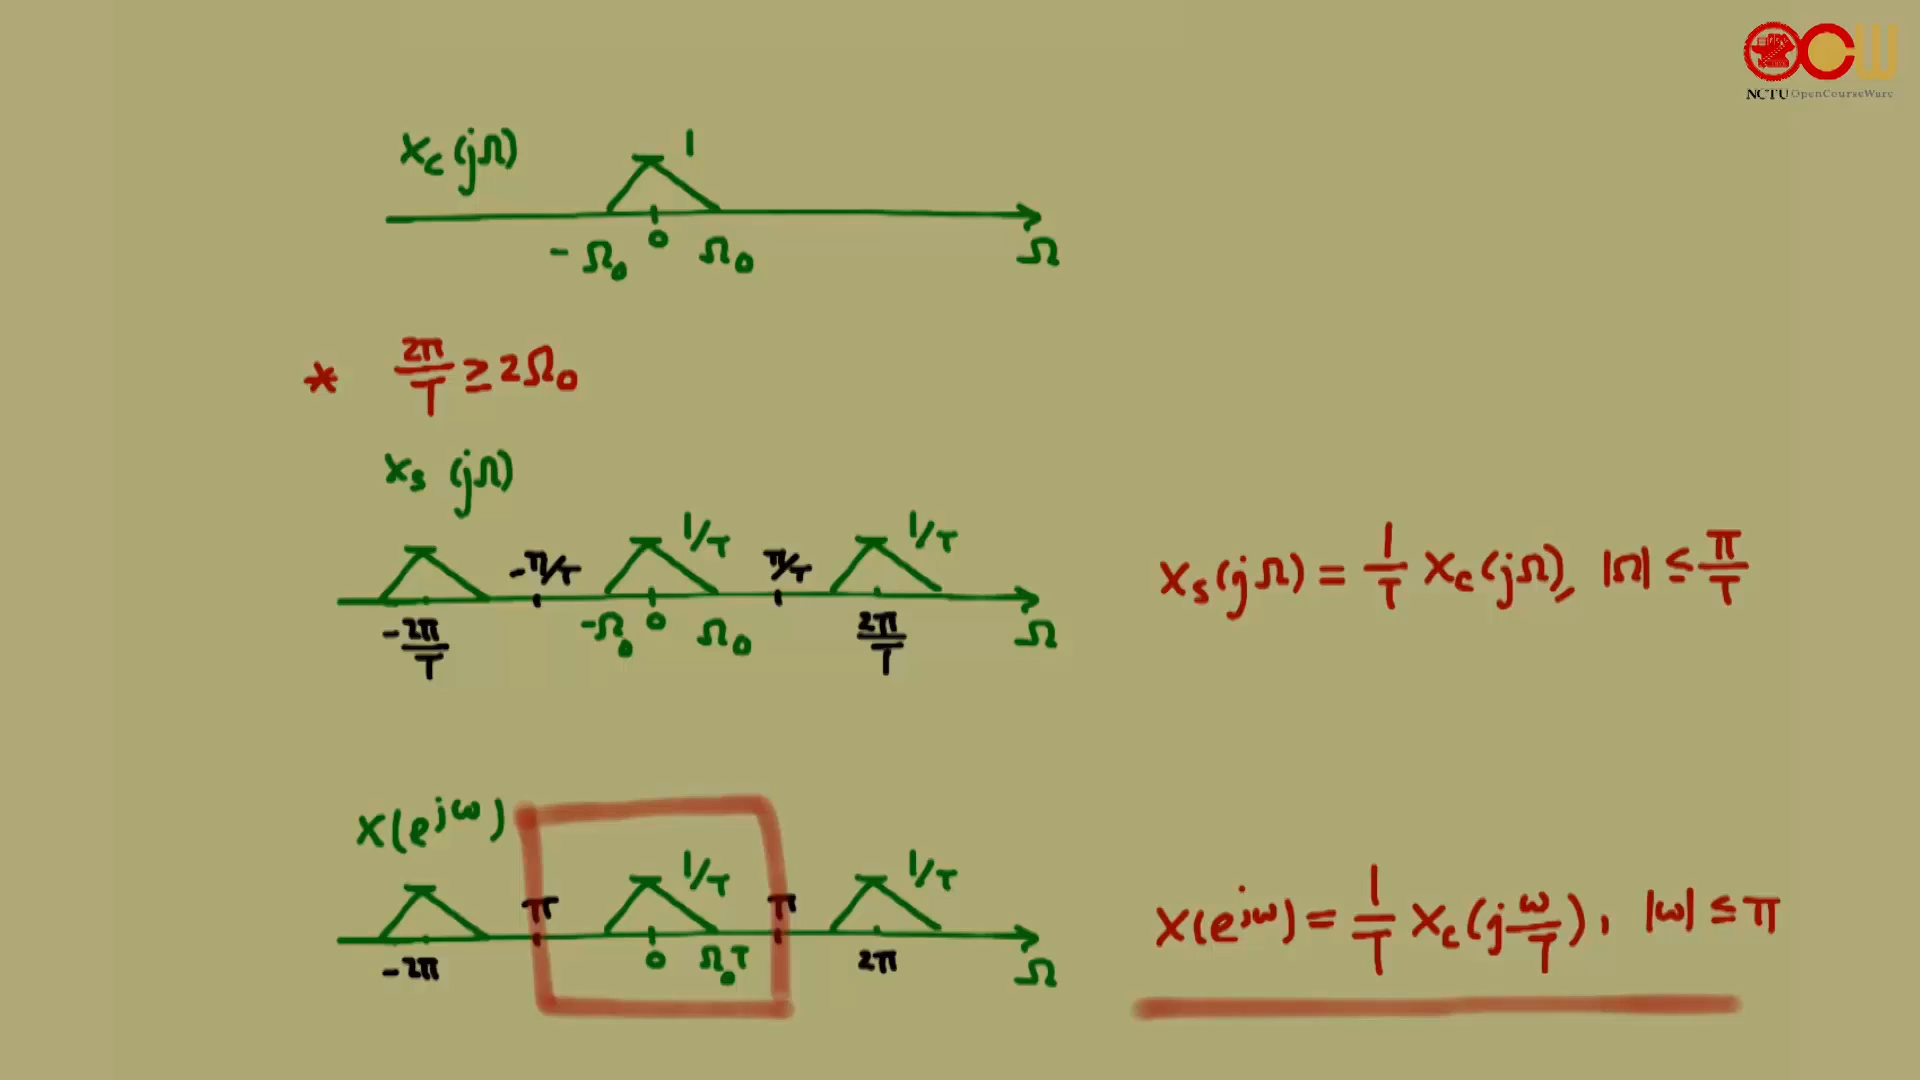 OCW
NCTU OpenCourseWare
Xc(jΩ) 1
-Ω₀ 0 Ω₀ Ω
* 2π/T ≥ 2Ω₀
Xs(jΩ)
-π/T 1/T π/T 1/T
-2π/T -Ω₀ 0 Ω₀ 2π/T Ω
Xs(jΩ) = 1/T Xc(jΩ), |Ω| ≤ π/T
X(e^jω)
π 1/T π 1/T
-2π 0 Ω₀T 2π Ω
X(e^jω) = 1/T Xc(j ω/T), |ω| ≤ π